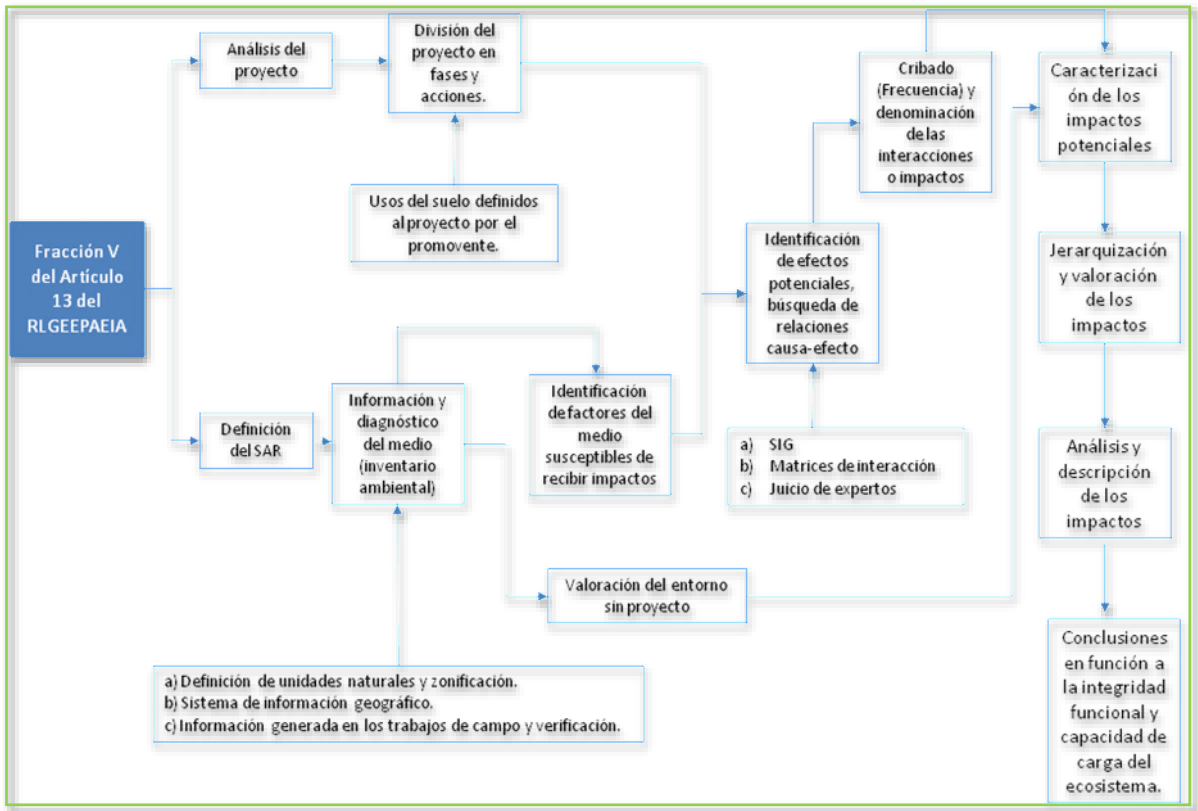 Análisis del
proyecto
División del
proyecto en
fases y
acciones.
Usos del suelo definidos
al proyecto por el
promovente.
Fracción V
del Artículo
13 del
RLGEEPAEIA
Definición
del SAR
Información y
diagnóstico
del medio
(inventario
ambiental)
Identificación
de factores del
medio
susceptibles de
recibir impactos
a) Definición de unidades naturales y zonificación.
b) Sistema de información geográfico.
c) Información generada en los trabajos de campo y verificación.
Valoración del entorno
sin proyecto
Identificación
de efectos
potenciales,
búsqueda de
relaciones
causa-efecto
a) SIG
b) Matrices de interacción
c) Juicio de expertos
Cribado
(Frecuencia) y
denominación
de las
interacciones
o impactos
Caracterizaci
ón de los
impactos
potenciales
Jerarquización
y valoración
de los
impactos
Análisis y
descripción
de los
impactos
Conclusiones
en función a
la integridad
funcional y
capacidad de
carga del
ecosistema.